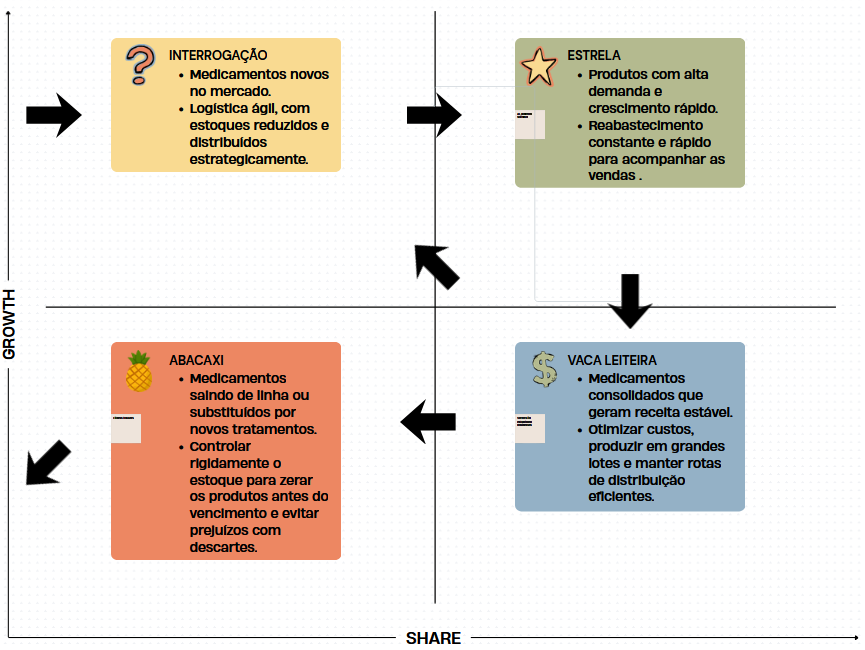 INTERROGAÇÃO
• Medicamentos novos
no mercado.
• Logística ágil, com
estoques reduzidos e
distribuídos
estrategicamente.
ESTRELA
• Produtos com alta
demanda e
crescimento rápido.
• Reabastecimento
constante e rápido
para acompanhar as
vendas .
GROWTH
ABACAXI
• Medicamentos
saindo de linha ou
substituídos por
novos tratamentos.
• Controlar
rigidamente o
estoque para zerar
os produtos antes do
vencimento e evitar
prejuízos com
descartes.
VACA LEITEIRA
• Medicamentos
consolidados que
geram receita estável.
• Otimizar custos,
produzir em grandes
lotes e manter rotas
de distribuição
eficientes.
SHARE